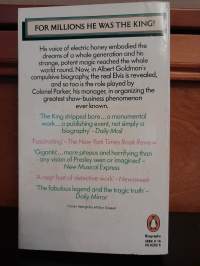 FOR MILLIONS HE WAS THE KING!
His voice of electric honey embodied the
dreams of a whole generation and his
strange, potent magic reached the whole
world round. Now, in Albert Goldman's
compulsive biography, the real Elvis is revealed,
and so too is the role played by
Colonel Parker, his manager, in organizing the
greatest show-business phenomenon
ever known.
'The King stripped bare ... a monumental
work ... a publishing event, not simply a
biography' – Daily Mail
'Fascinating' – The New York Times Book Review
'Gigantic ... more piteous and horrifying than
any vision of Presley seen or imagined' –
New Musical Express
'A vast feat of detective work' – Newsweek
'The fabulous legend and the tragic truth' –
Daily Mirror
Biography